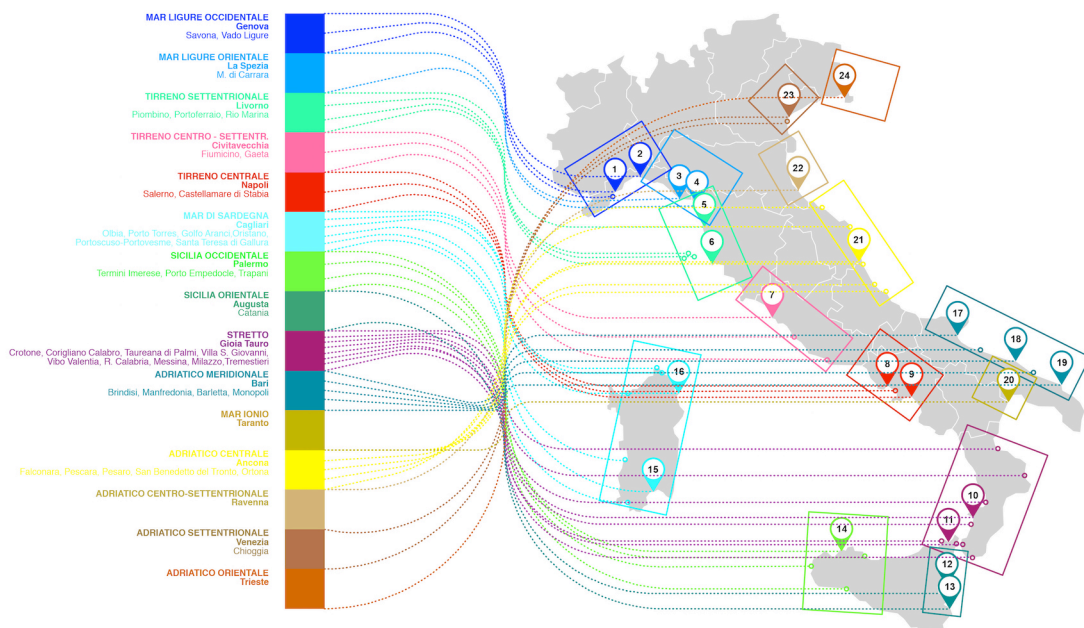 MAR LIGURE OCCIDENTALE
Genova
Savona, Vado Ligure
MAR LIGURE ORIENTALE
La Spezia
M. di Carrara
TIRRENO SETTENTRIONALE
Livorno
Piombino, Portoferraio, Rio Marina
TIRRENO CENTRO - SETTENTR.
Civitavecchia
Fiumicino, Gaeta
TIRRENO CENTRALE
Napoli
Salerno, Castellamare di Stabia
MAR DI SARDEGNA
Cagliari
Olbia, Porto Torres, Golfo Aranci,Oristano,
Portoscuso-Portovesme, Santa Teresa di Gallura
SICILIA OCCIDENTALE
Palermo
Termini Imerese, Porto Empedocle, Trapani
SICILIA ORIENTALE
Augusta
Catania
STRETTO
Gioia Tauro
Crotone, Corigliano Calabro, Taureana di Palmi, Villa S. Giovanni,
Vibo Valentia, R. Calabria, Messina, Milazzo,Tremestieri
ADRIATICO MERIDIONALE
Bari
Brindisi, Manfredonia, Barletta, Monopoli
MAR IONIO
Taranto
ADRIATICO CENTRALE
Ancona
Falconara, Pescara, Pesaro, San Benedetto del Tronto, Ortona
ADRIATICO CENTRO-SETTENTRIONALE
Ravenna
ADRIATICO SETTENTRIONALE
Venezia
Chioggia
ADRIATICO ORIENTALE
Trieste
24
23
2
1
22
3
4
5
6
21
7
17
18
19
8
9
20
16
15
10
11
14
12
13